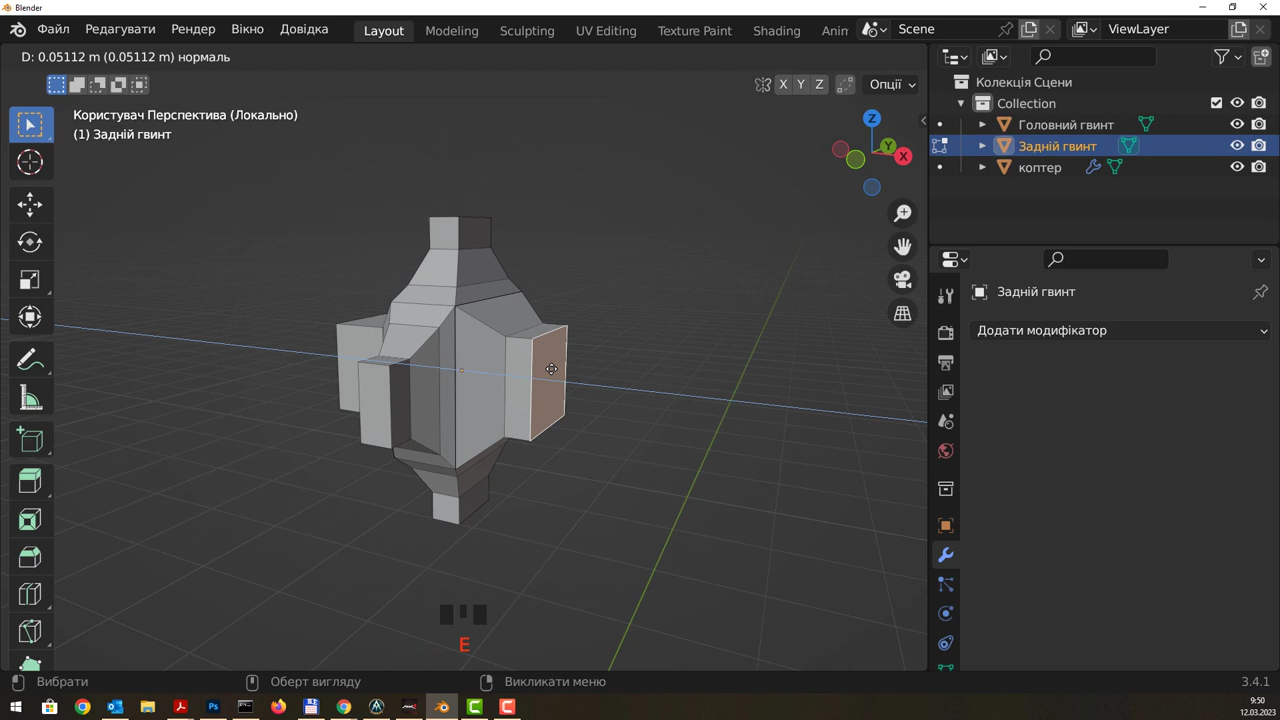 Blender
Файл Редагувати Рендер Вікно Довідка Layout Modeling Sculpting UV Editing Texture Paint Shading Anim Scene ViewLayer
D: 0.05112 m (0.05112 m) нормаль
X Y Z Опції
Користувач Перспектива (Локально)
(1) Задній гвинт
Z
Y
X
E
Колекція Сцени
Collection
Головний гвинт
Задній гвинт
коптер
Задній гвинт
Додати модифікатор
Вибрати Оберт вигляду Викликати меню 3.4.1
Ps
9:50
12.03.2023